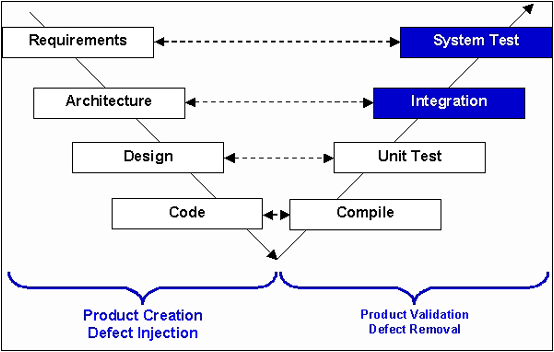 Requirements
System Test
Architecture
Integration
Design
Unit Test
Code
Compile
Product Creation
Defect Injection
Product Validation
Defect Removal